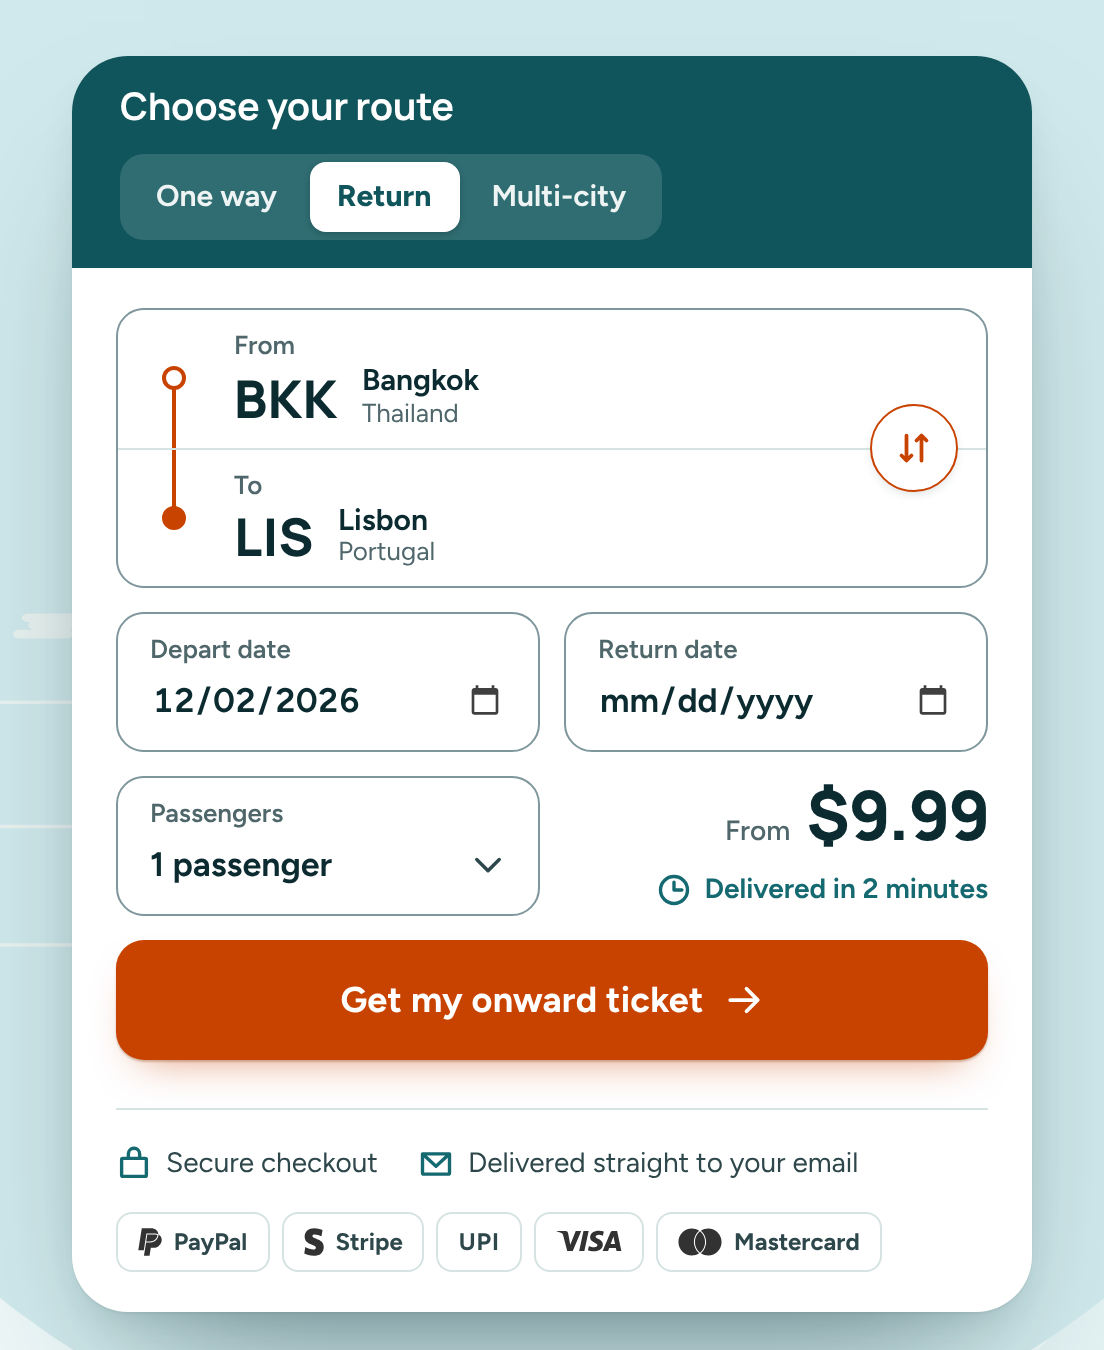 Choose your route
One way Return Multi-city
From
BKK Bangkok
Thailand
To
LIS Lisbon
Portugal
Depart date
12/02/2026
Return date
mm/dd/yyyy
Passengers
1 passenger
From $9.99
Delivered in 2 minutes
Get my onward ticket
Secure checkout Delivered straight to your email
PayPal Stripe UPI VISA Mastercard